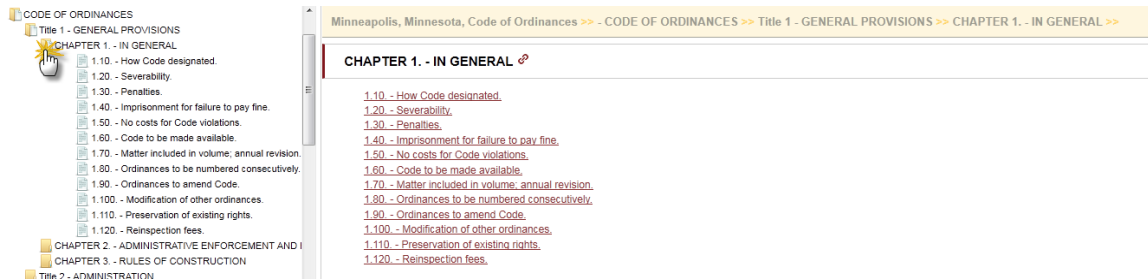 CODE OF ORDINANCES
Title 1 - GENERAL PROVISIONS
CHAPTER 1. - IN GENERAL
1.10. - How Code designated.
1.20. - Severability.
1.30. - Penalties.
1.40. - Imprisonment for failure to pay fine.
1.50. - No costs for Code violations.
1.60. - Code to be made available.
1.70. - Matter included in volume; annual revision.
1.80. - Ordinances to be numbered consecutively.
1.90. - Ordinances to amend Code.
1.100. - Modification of other ordinances.
1.110. - Preservation of existing rights.
1.120. - Reinspection fees.
CHAPTER 2. - ADMINISTRATIVE ENFORCEMENT AND
CHAPTER 3. - RULES OF CONSTRUCTION
Title 2 - ADMINISTRATION
Minneapolis, Minnesota, Code of Ordinances >> - CODE OF ORDINANCES >> Title 1 - GENERAL PROVISIONS >> CHAPTER 1. - IN GENERAL >>
CHAPTER 1. - IN GENERAL
1.10. - How Code designated.
1.20. - Severability.
1.30. - Penalties.
1.40. - Imprisonment for failure to pay fine.
1.50. - No costs for Code violations.
1.60. - Code to be made available.
1.70. - Matter included in volume; annual revision.
1.80. - Ordinances to be numbered consecutively.
1.90. - Ordinances to amend Code.
1.100. - Modification of other ordinances.
1.110. - Preservation of existing rights.
1.120. - Reinspection fees.